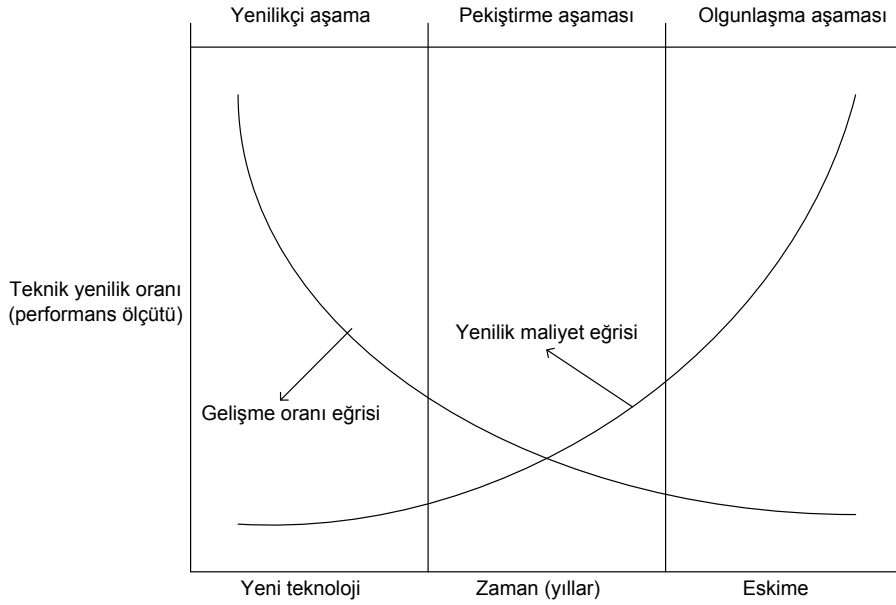 Yenilikçi aşama
Pekiştirme aşaması
Olgunlaşma aşaması
Teknik yenilik oranı
(performans ölçütü)
Yenilik maliyet eğrisi
Gelişme oranı eğrisi
Yeni teknoloji
Zaman (yıllar)
Eskime